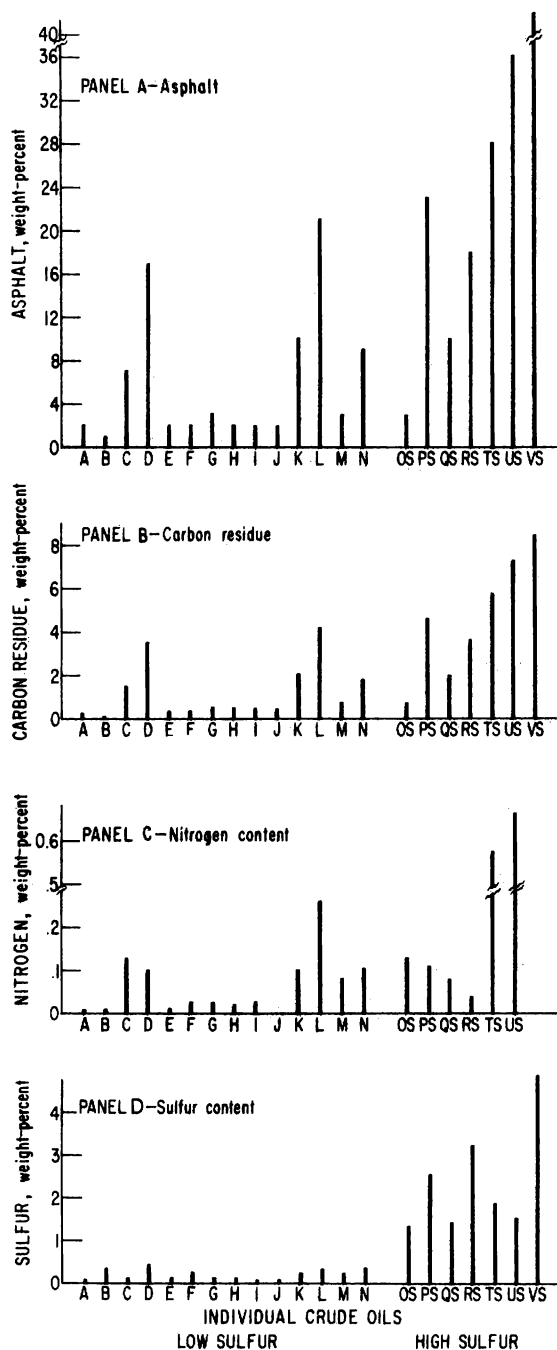 PANEL A-Asphalt
ASPHALT, weight-percent
40
36
32
28
24
20
16
12
8
4
0
A B C D E F G H I J K L M N OS PS QS RS TS US VS
PANEL B-Carbon residue
CARBON RESIDUE, weight-percent
8
6
4
2
0
A B C D E F G H I J K L M N OS PS QS RS TS US VS
PANEL C-Nitrogen content
NITROGEN, weight-percent
0.6
.5
.2
.1
0
A B C D E F G H I J K L M N OS PS QS RS TS US
PANEL D-Sulfur content
SULFUR, weight-percent
4
3
2
1
0
A B C D E F G H I J K L M N OS PS QS RS TS US VS
INDIVIDUAL CRUDE OILS
LOW SULFUR HIGH SULFUR